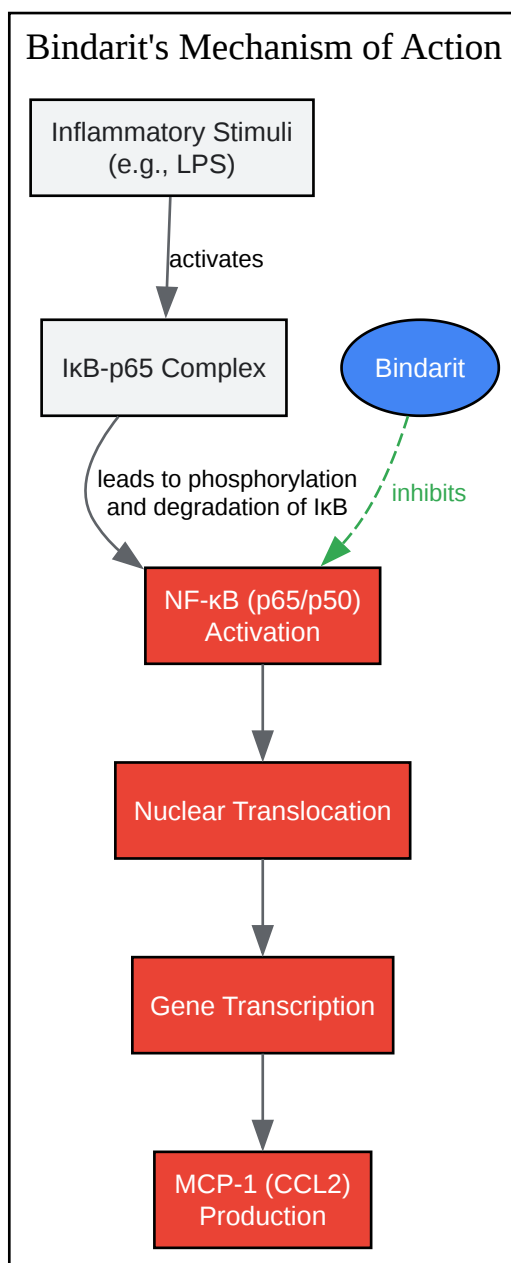 Bindarit's Mechanism of Action
Inflammatory Stimuli
(e.g., LPS)
activates
IκB-p65 Complex
Bindarit
leads to phosphorylation
and degradation of IκB
inhibits
NF-κB (p65/p50)
Activation
Nuclear Translocation
Gene Transcription
MCP-1 (CCL2)
Production